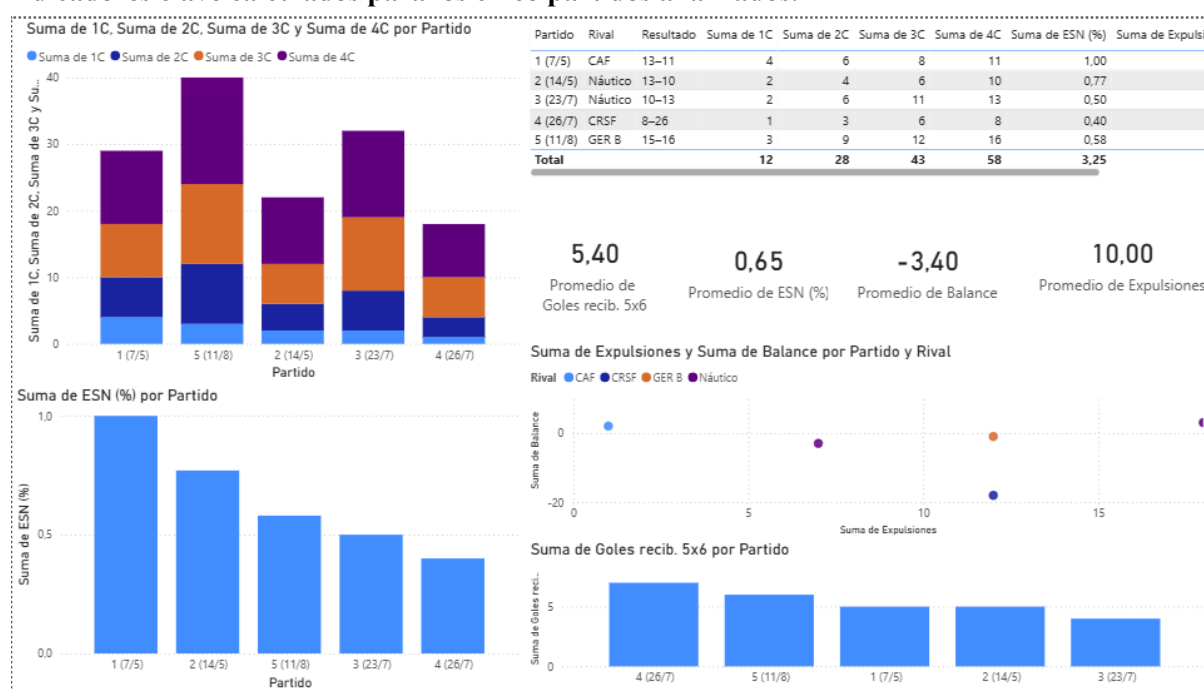 Suma de 1C, Suma de 2C, Suma de 3C y Suma de 4C por Partido
Suma de 1C Suma de 2C Suma de 3C Suma de 4C
Suma de 1C, Suma de 2C, Suma de 3C y Su...
40
30
20
10
0
1 (7/5) 5 (11/8) 2 (14/5) 3 (23/7) 4 (26/7)
Partido
Partido Rival Resultado Suma de 1C Suma de 2C Suma de 3C Suma de 4C Suma de ESN (%) Suma de Expulsi
1 (7/5) CAF 13–11 4 6 8 11 1,00
2 (14/5) Náutico 13–10 2 4 6 10 0,77
3 (23/7) Náutico 10–13 2 6 11 13 0,50
4 (26/7) CRSF 8–26 1 3 6 8 0,40
5 (11/8) GER B 15–16 3 9 12 16 0,58
Total 12 28 43 58 3,25
5,40
Promedio de
Goles recib. 5x6
0,65
Promedio de ESN (%)
-3,40
Promedio de Balance
10,00
Promedio de Expulsiones
Suma de ESN (%) por Partido
Suma de ESN (%)
1,0
0,5
0,0
1 (7/5) 2 (14/5) 5 (11/8) 3 (23/7) 4 (26/7)
Partido
Suma de Expulsiones y Suma de Balance por Partido y Rival
Rival CAF CRSF GER B Náutico
Suma de Balance
0
-20
0 5 10 15
Suma de Expulsiones
Suma de Goles recib. 5x6 por Partido
Suma de Goles reci...
5
0
4 (26/7) 5 (11/8) 1 (7/5) 2 (14/5) 3 (23/7)